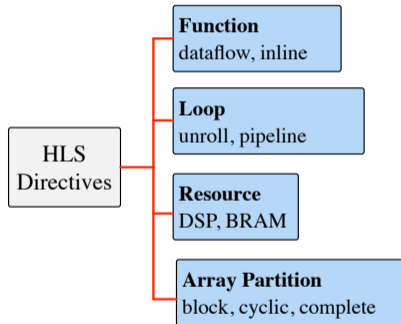 Function
dataflow, inline
Loop
unroll, pipeline
HLS
Directives
Resource
DSP, BRAM
Array Partition
block, cyclic, complete